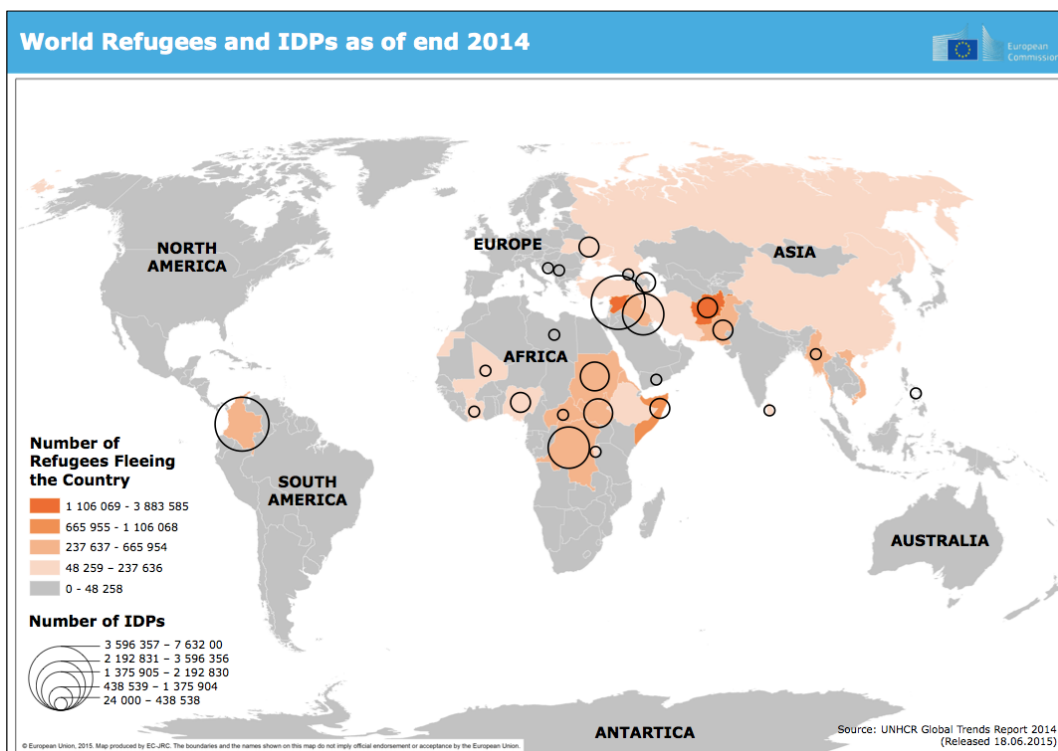 World Refugees and IDPs as of end 2014
European
Commission
NORTH
AMERICA
EUROPE
ASIA
AFRICA
SOUTH
AMERICA
AUSTRALIA
ANTARTICA
Number of
Refugees Fleeing
the Country
1 106 069 - 3 883 585
665 955 - 1 106 068
237 637 - 665 954
48 259 – 237 636
0 - 48 258
Number of IDPs
3 596 357 – 7 632 00
2 192 831 – 3 596 356
1 375 905 – 2 192 830
438 539 – 1 375 904
24 000 – 438 538
Source: UNHCR Global Trends Report 2014
(Released 18.06.2015)
© European Union, 2015. Map produced by EC-JRC. The boundaries and the names shown on this map do not imply official endorsement or acceptance by the European Union.